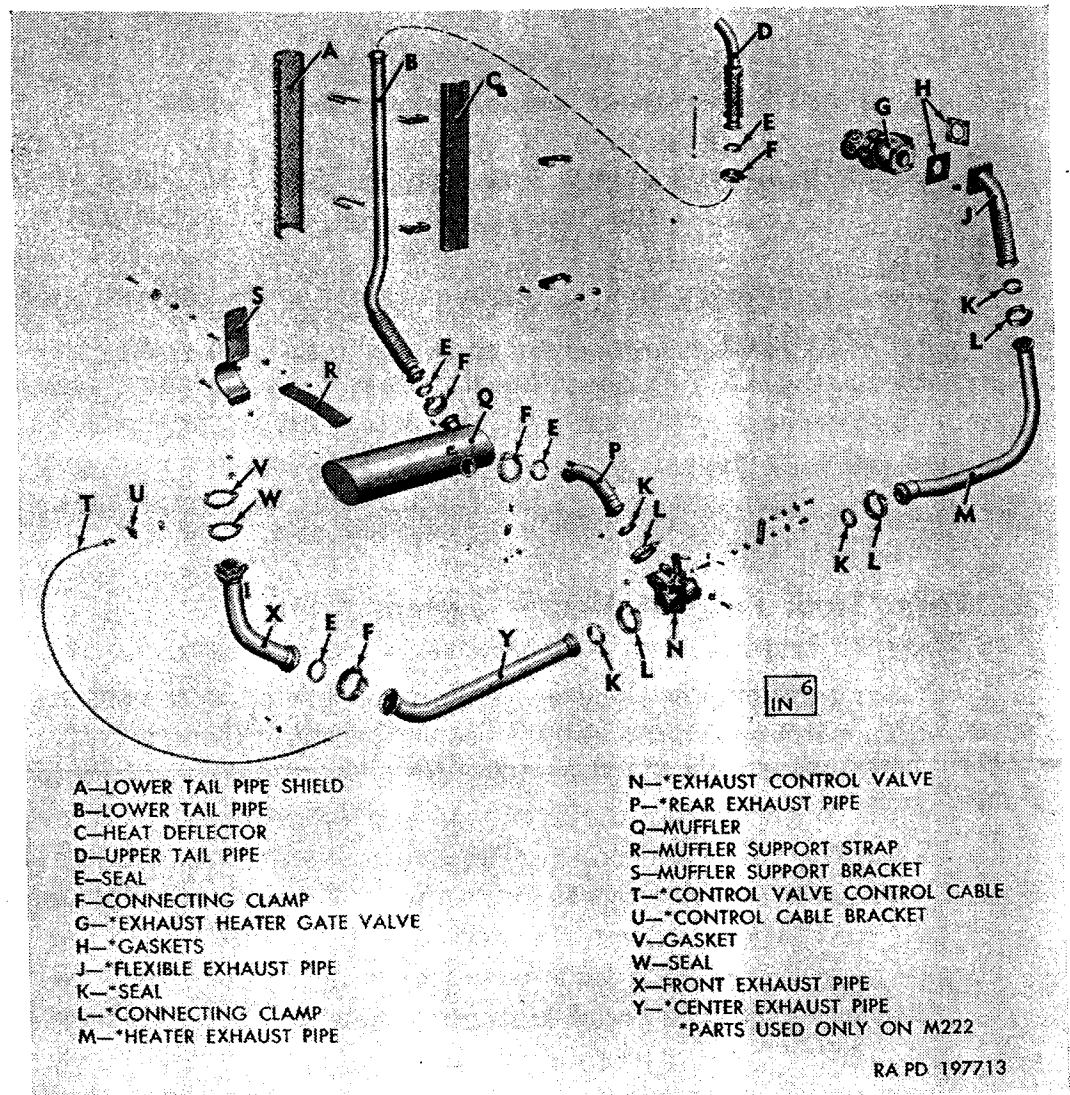 A
B
C
D
E
F
G
H
J
K
L
M
S
R
E
F
Q
F
E
P
K
L
K
L
V
W
T
U
X
E
F
Y
K
L
N
IN 6
A—LOWER TAIL PIPE SHIELD
B—LOWER TAIL PIPE
C—HEAT DEFLECTOR
D—UPPER TAIL PIPE
E—SEAL
F—CONNECTING CLAMP
G—*EXHAUST HEATER GATE VALVE
H—*GASKETS
J—*FLEXIBLE EXHAUST PIPE
K—*SEAL
L—*CONNECTING CLAMP
M—*HEATER EXHAUST PIPE
N—*EXHAUST CONTROL VALVE
P—*REAR EXHAUST PIPE
Q—MUFFLER
R—MUFFLER SUPPORT STRAP
S—MUFFLER SUPPORT BRACKET
T—*CONTROL VALVE CONTROL CABLE
U—*CONTROL CABLE BRACKET
V—GASKET
W—SEAL
X—FRONT EXHAUST PIPE
Y—*CENTER EXHAUST PIPE
*PARTS USED ONLY ON M222
RA PD 197713